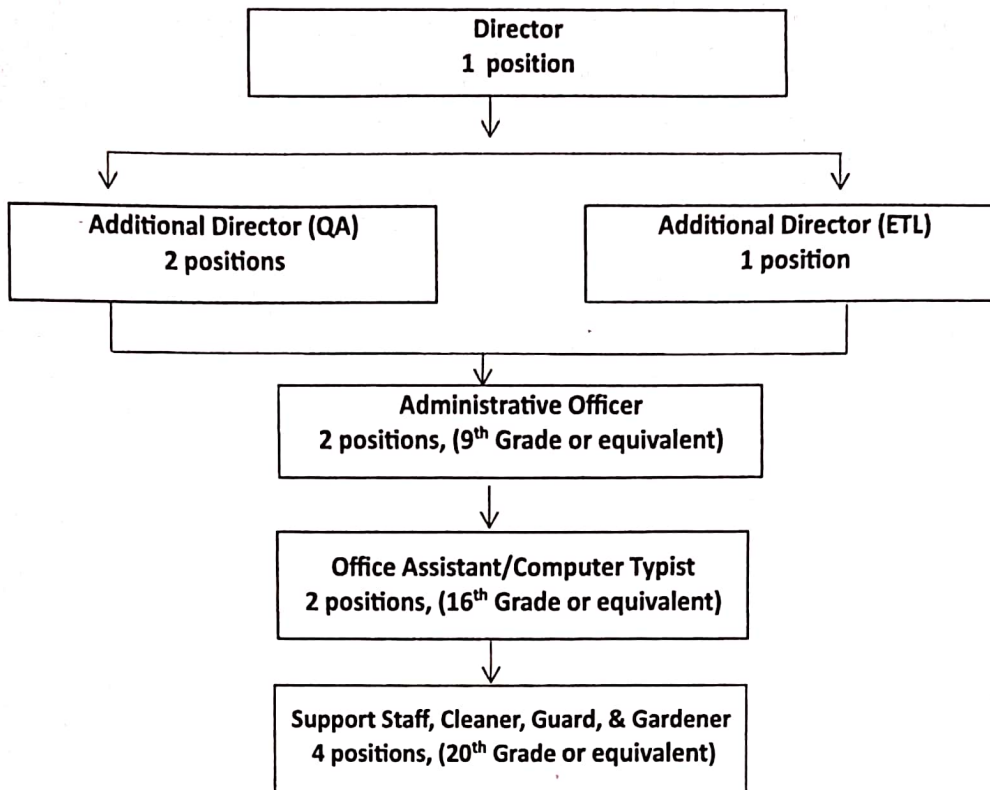 Director
1 position
Additional Director (QA)
2 positions
Additional Director (ETL)
1 position
Administrative Officer
2 positions, (9th Grade or equivalent)
Office Assistant/Computer Typist
2 positions, (16th Grade or equivalent)
Support Staff, Cleaner, Guard, & Gardener
4 positions, (20th Grade or equivalent)